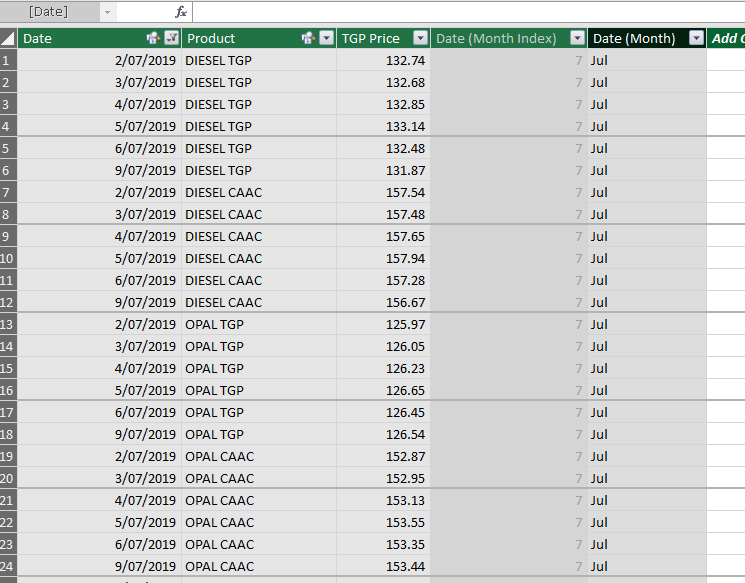 [Date] fx
Date Product TGP Price Date (Month Index) Date (Month) Add C
1 2/07/2019 DIESEL TGP 132.74 7 Jul
2 3/07/2019 DIESEL TGP 132.68 7 Jul
3 4/07/2019 DIESEL TGP 132.85 7 Jul
4 5/07/2019 DIESEL TGP 133.14 7 Jul
5 6/07/2019 DIESEL TGP 132.48 7 Jul
6 9/07/2019 DIESEL TGP 131.87 7 Jul
7 2/07/2019 DIESEL CAAC 157.54 7 Jul
8 3/07/2019 DIESEL CAAC 157.48 7 Jul
9 4/07/2019 DIESEL CAAC 157.65 7 Jul
10 5/07/2019 DIESEL CAAC 157.94 7 Jul
11 6/07/2019 DIESEL CAAC 157.28 7 Jul
12 9/07/2019 DIESEL CAAC 156.67 7 Jul
13 2/07/2019 OPAL TGP 125.97 7 Jul
14 3/07/2019 OPAL TGP 126.05 7 Jul
15 4/07/2019 OPAL TGP 126.23 7 Jul
16 5/07/2019 OPAL TGP 126.65 7 Jul
17 6/07/2019 OPAL TGP 126.45 7 Jul
18 9/07/2019 OPAL TGP 126.54 7 Jul
19 2/07/2019 OPAL CAAC 152.87 7 Jul
20 3/07/2019 OPAL CAAC 152.95 7 Jul
21 4/07/2019 OPAL CAAC 153.13 7 Jul
22 5/07/2019 OPAL CAAC 153.55 7 Jul
23 6/07/2019 OPAL CAAC 153.35 7 Jul
24 9/07/2019 OPAL CAAC 153.44 7 Jul